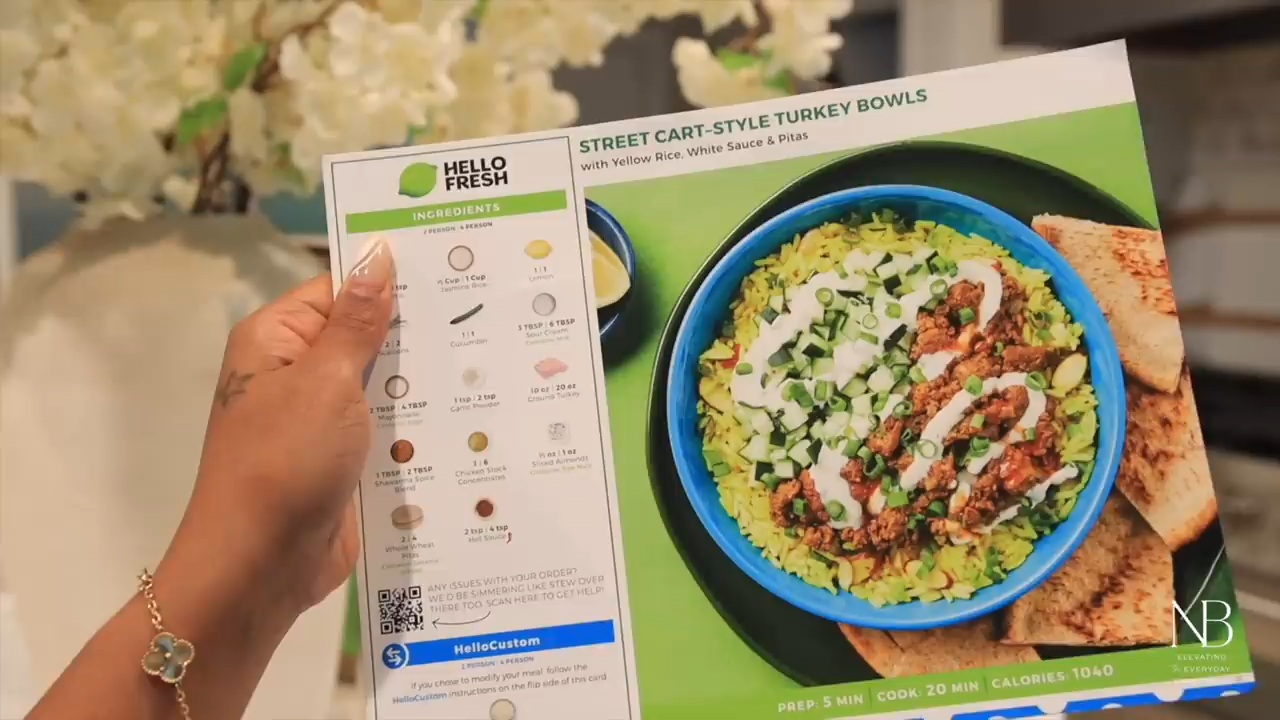 STREET CART-STYLE TURKEY BOWLS
with Yellow Rice, White Sauce & Pitas
HELLO
FRESH
INGREDIENTS
2 PERSON | 4 PERSON
½ Cup | 1 Cup
Jasmine Rice
1 | 1
Lemon
2 | 2
1 | 1
Cucumber
3 TBSP | 6 TBSP
Sour Cream
2 TBSP | 4 TBSP
Mayonnaise
1 tsp | 2 tsp
Garlic Powder
10 oz | 20 oz
Ground Turkey
1 TBSP | 2 TBSP
Shawarma Spice
Blend
3 | 6
Chicken Stock
Concentrates
½ oz | 1 oz
Sliced Almonds
2 | 4
Whole Wheat
Pitas
2 tsp | 4 tsp
Hot Sauce
ANY ISSUES WITH YOUR ORDER?
WE'D BE SIMMERING LIKE STEW OVER
THERE TOO. SCAN HERE TO GET HELP!
HelloCustom
2 PERSON | 4 PERSON
If you chose to modify your meal, follow the
HelloCustom instructions on the flip side of this card
PREP: 5 MIN | COOK: 20 MIN | CALORIES: 1040
NB
ELEVATING
The EVERYDAY